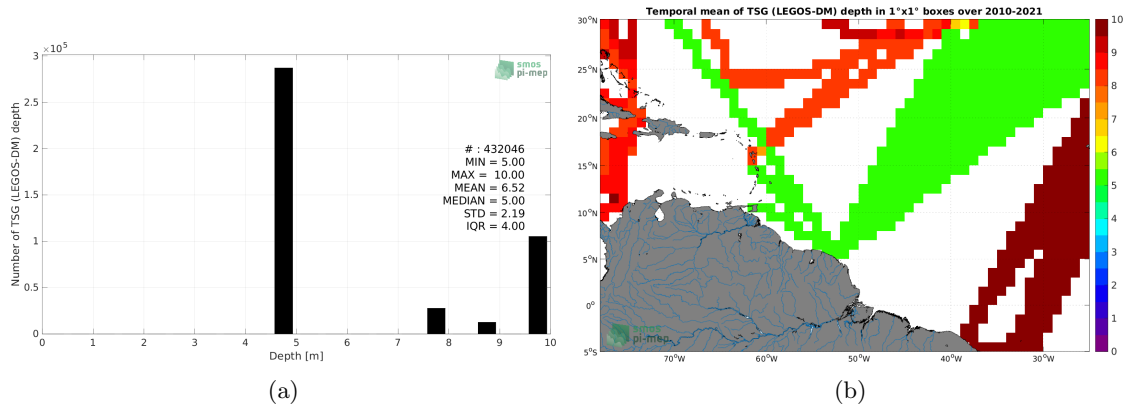 ×10⁵
3
2.5
2
1.5
1
0.5
0
Number of TSG (LEGOS-DM) depth
smos
pi-mep
# : 432046
MIN = 5.00
MAX = 10.00
MEAN = 6.52
MEDIAN = 5.00
STD = 2.19
IQR = 4.00
0 1 2 3 4 5 6 7 8 9 10
Depth [m]
(a)
Temporal mean of TSG (LEGOS-DM) depth in 1°x1° boxes over 2010-2021
30°N
25°N
20°N
15°N
10°N
5°N
0°
5°S
70°W 60°W 50°W 40°W 30°W
smos
pi-mep
10
9
8
7
6
5
4
3
2
1
0
(b)